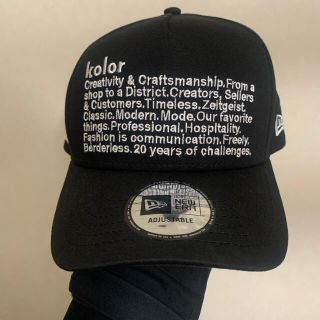 kolor
Creativity & Craftsmanship.From a
shop to a District.Creators, Sellers
& Customers.Timeless.Zeitgeist.
Classic.Modern.Mode.Our favorite
things.Professional.Hospitality.
Fashion is communication.Freely.
Borderless.20 years of challenges.
NEW ERA
ADJUSTABLE